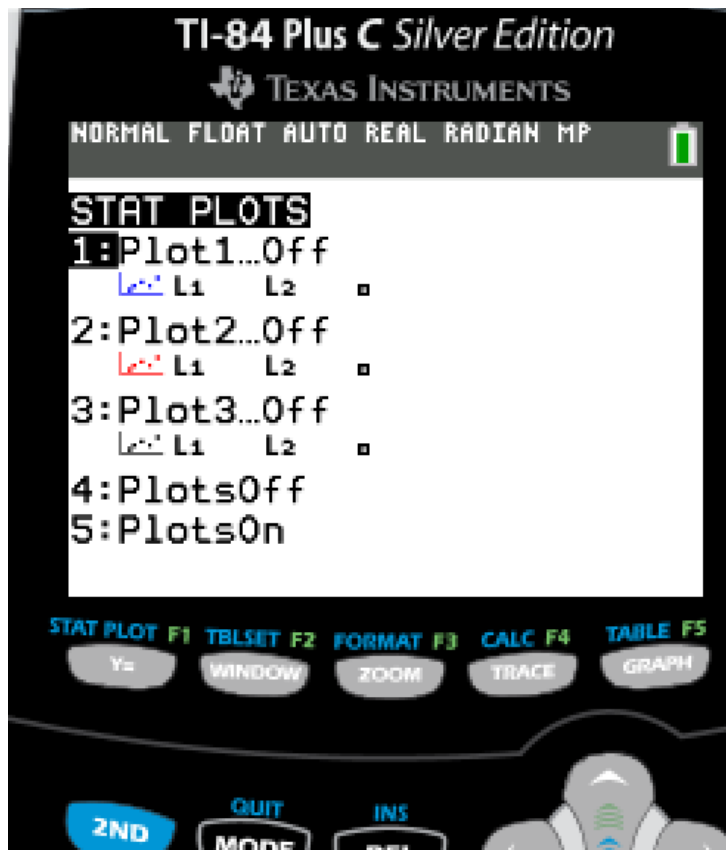 TI-84 Plus C Silver Edition
TEXAS INSTRUMENTS
NORMAL FLOAT AUTO REAL RADIAN MP
STAT PLOTS
1:Plot1…Off
L1 L2
2:Plot2…Off
L1 L2
3:Plot3…Off
L1 L2
4:PlotsOff
5:PlotsOn
STAT PLOT F1 TBLSET F2 FORMAT F3 CALC F4 TABLE F5
Y= WINDOW ZOOM TRACE GRAPH
QUIT INS
2ND MODE DEL